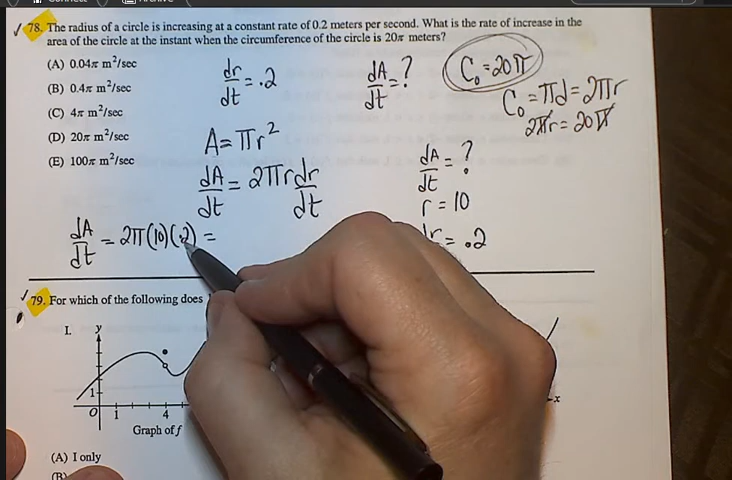 78. The radius of a circle is increasing at a constant rate of 0.2 meters per second. What is the rate of increase in the
area of the circle at the instant when the circumference of the circle is 20π meters?
(A) 0.04π m²/sec
(B) 0.4π m²/sec
(C) 4π m²/sec
(D) 20π m²/sec
(E) 100π m²/sec
dr/dt = .2
dA/dt = ?
C₀ = 20π
C₀ = πd = 2πr
2πr = 20π
A = πr²
dA/dt = 2πr dr/dt
dA/dt = ?
r = 10
= .2
dA/dt = 2π(10)(.2) =
79. For which of the following does
I.
y
1
O 1 4
x
Graph of f
(A) I only
(B)